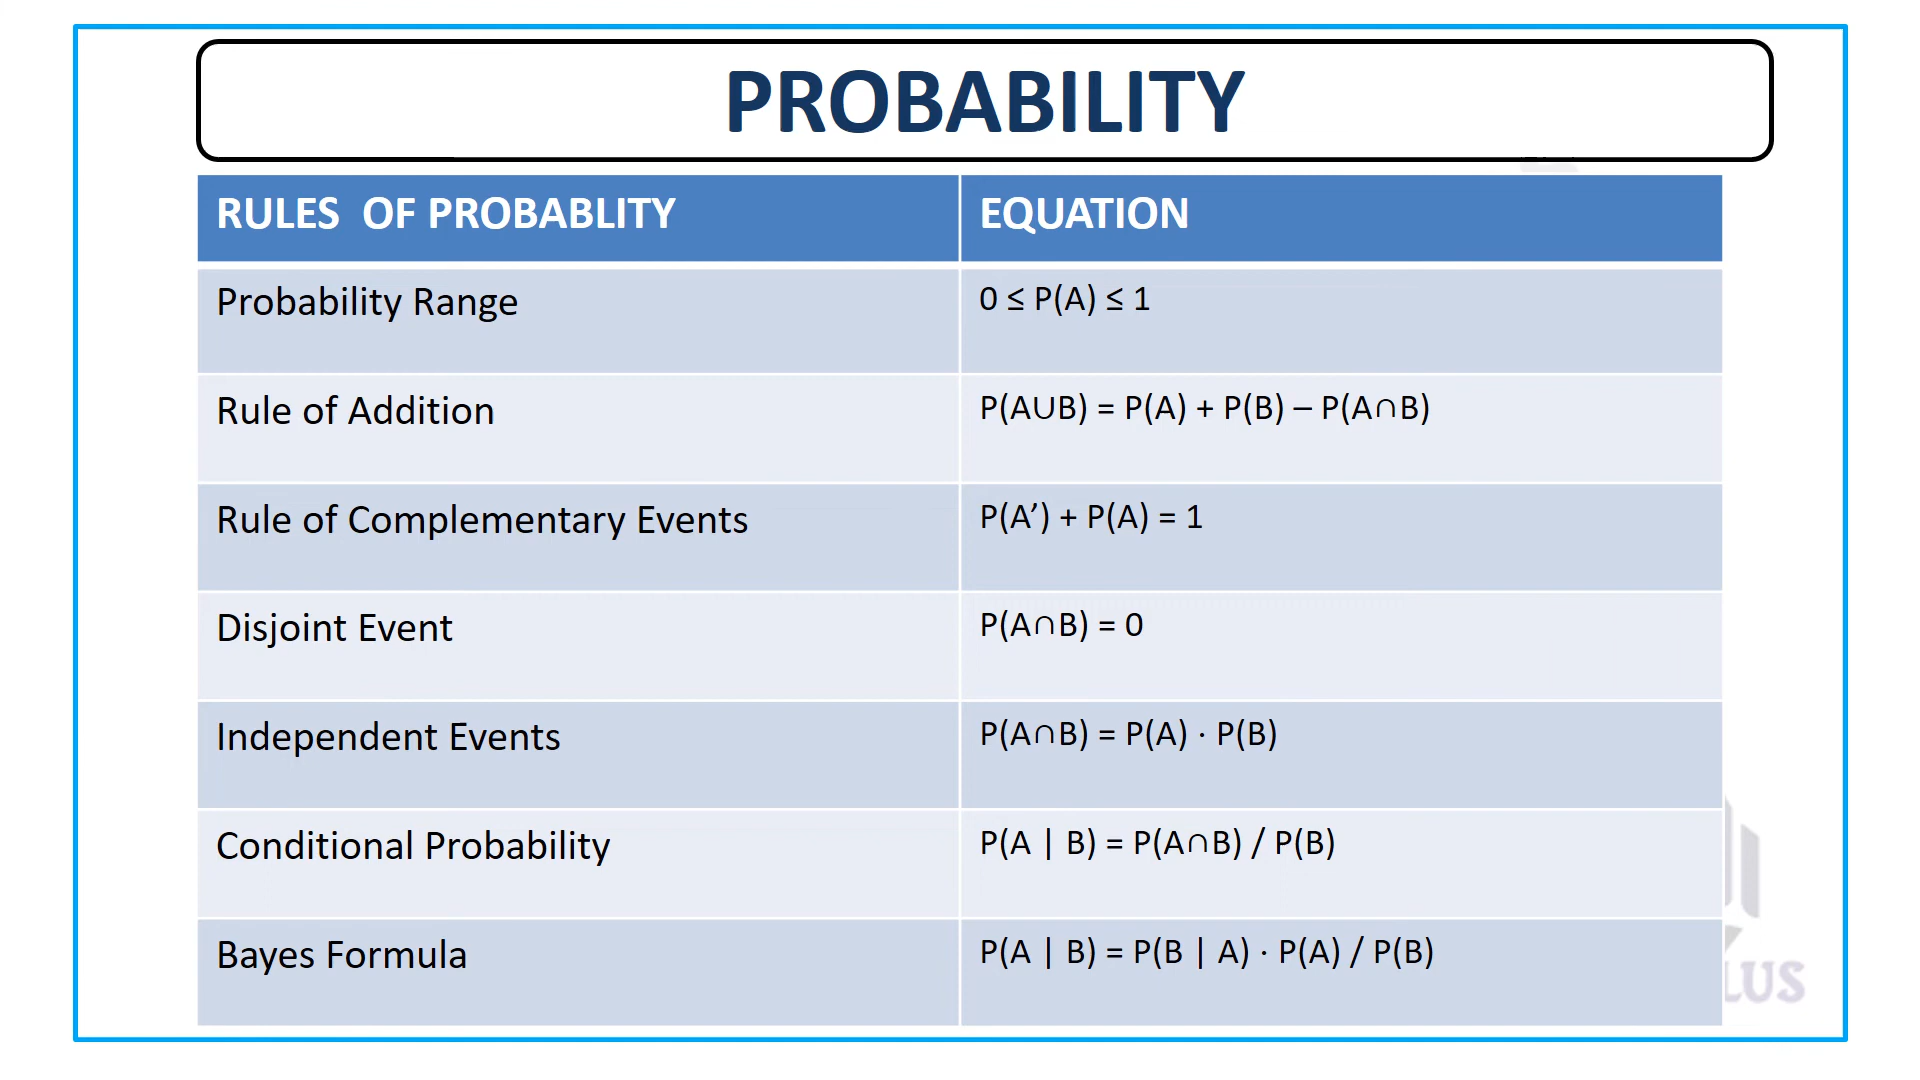 PROBABILITY
RULES OF PROBABLITY EQUATION
Probability Range 0 ≤ P(A) ≤ 1
Rule of Addition P(A∪B) = P(A) + P(B) – P(A∩B)
Rule of Complementary Events P(A’) + P(A) = 1
Disjoint Event P(A∩B) = 0
Independent Events P(A∩B) = P(A) ⋅ P(B)
Conditional Probability P(A | B) = P(A∩B) / P(B)
Bayes Formula P(A | B) = P(B | A) ⋅ P(A) / P(B)